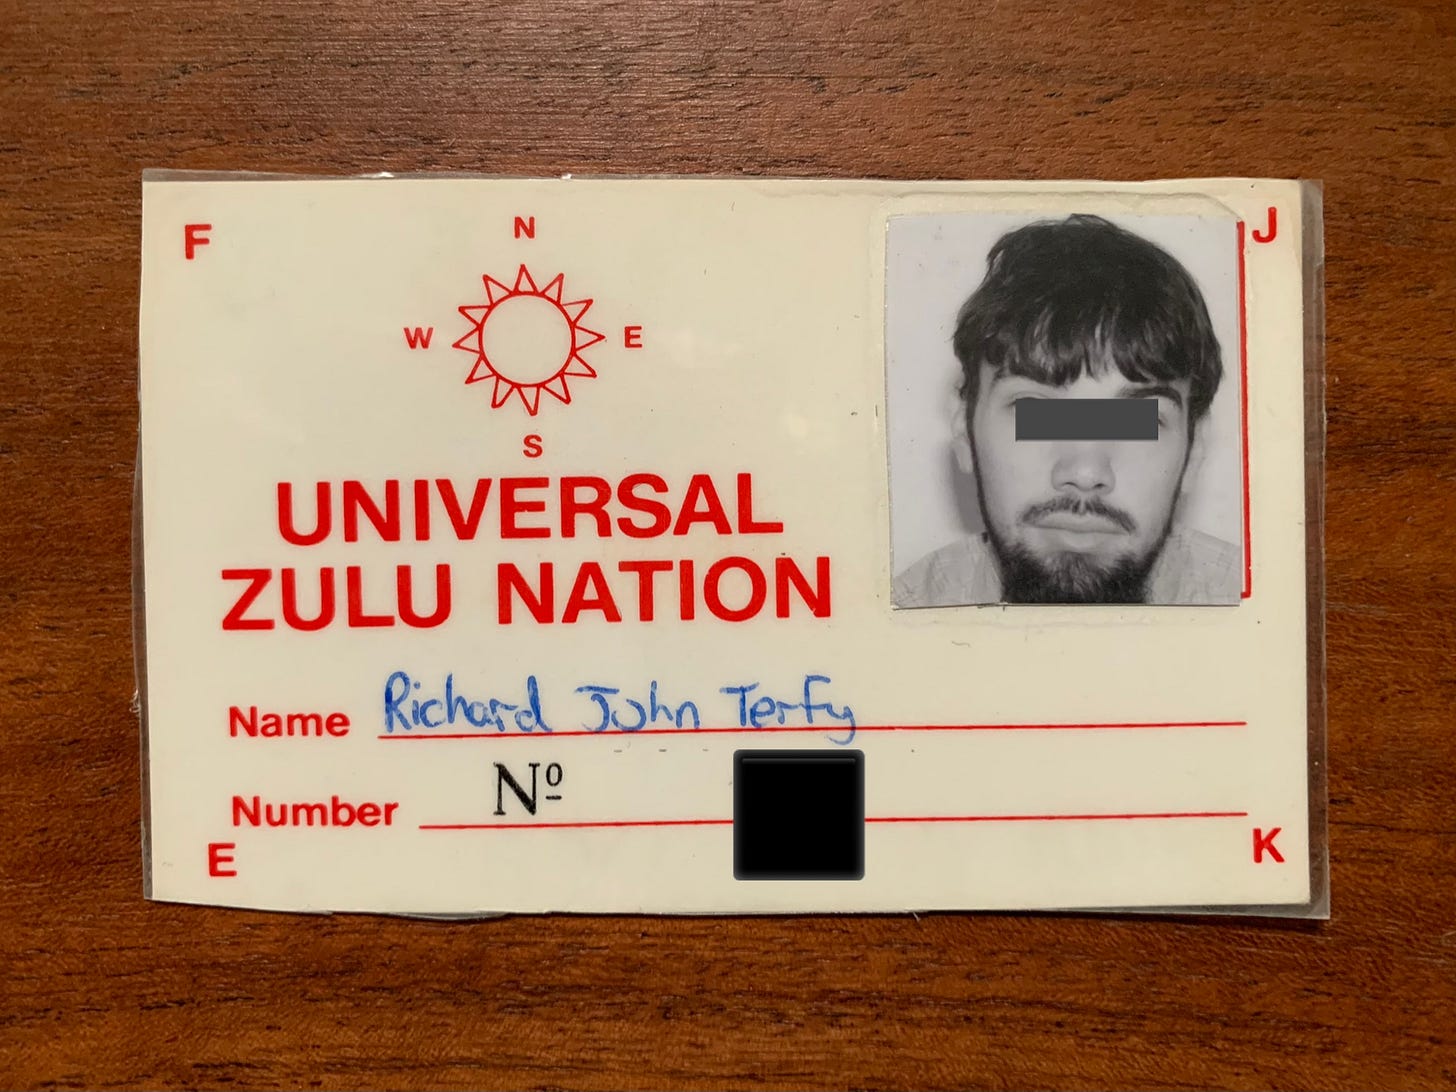 F J
N
W E
S
UNIVERSAL
ZULU NATION
Name Richard John Terfy
Number Nº
E K